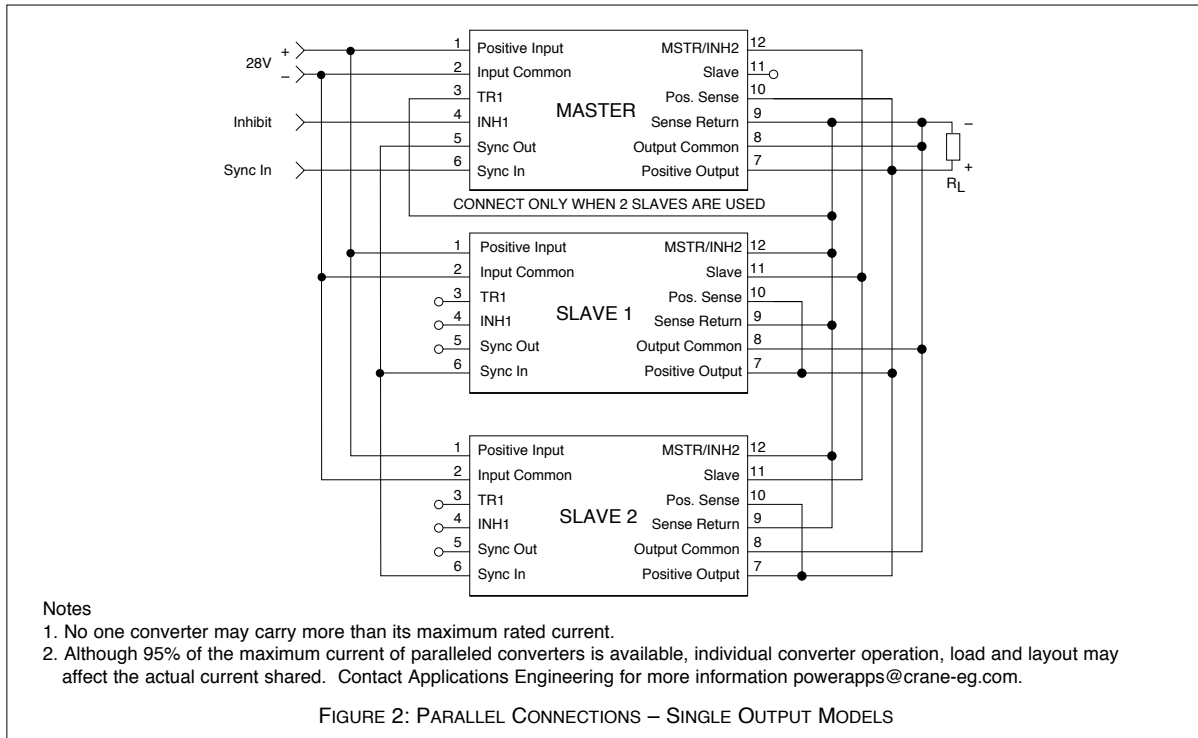 28V
+
–
Inhibit
Sync In
1 Positive Input MSTR/INH2 12
2 Input Common Slave 11
3 TR1 Pos. Sense 10
MASTER
4 INH1 Sense Return 9
5 Sync Out Output Common 8
6 Sync In Positive Output 7
–
+
RL
CONNECT ONLY WHEN 2 SLAVES ARE USED
1 Positive Input MSTR/INH2 12
2 Input Common Slave 11
3 TR1 Pos. Sense 10
SLAVE 1
4 INH1 Sense Return 9
5 Sync Out Output Common 8
6 Sync In Positive Output 7
1 Positive Input MSTR/INH2 12
2 Input Common Slave 11
3 TR1 Pos. Sense 10
SLAVE 2
4 INH1 Sense Return 9
5 Sync Out Output Common 8
6 Sync In Positive Output 7
Notes
1. No one converter may carry more than its maximum rated current.
2. Although 95% of the maximum current of paralleled converters is available, individual converter operation, load and layout may
affect the actual current shared. Contact Applications Engineering for more information powerapps@crane-eg.com.
FIGURE 2: PARALLEL CONNECTIONS – SINGLE OUTPUT MODELS